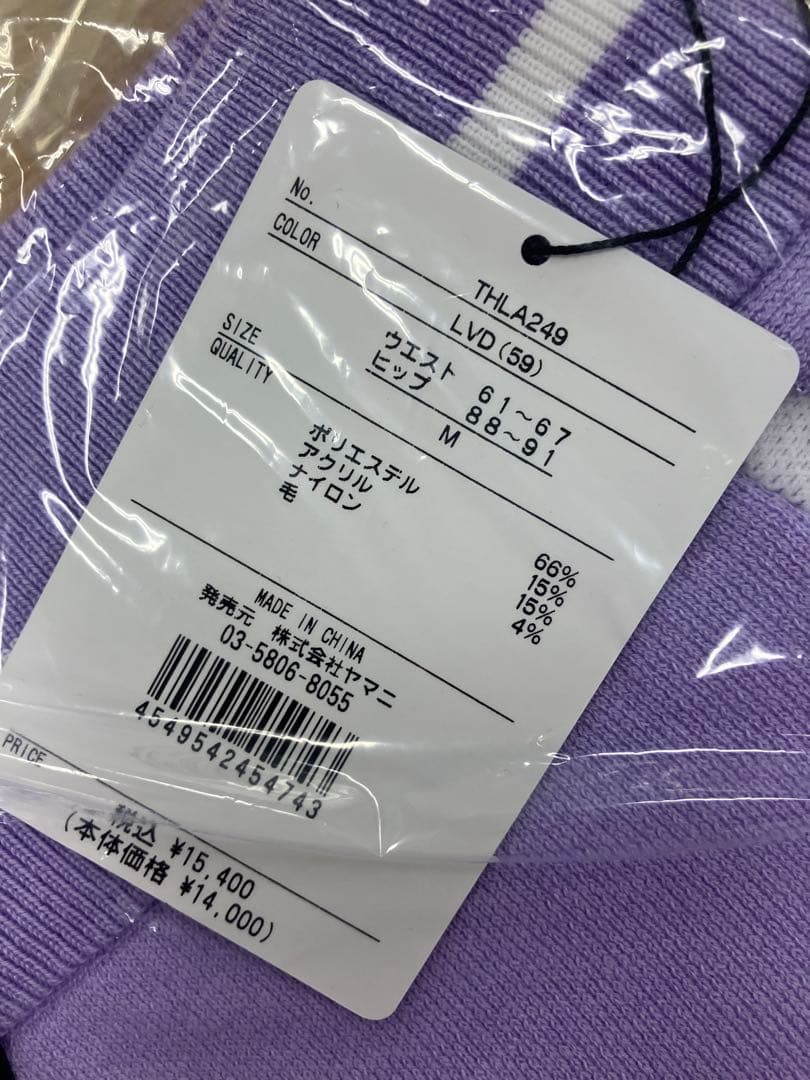 No. THLA249
COLOR LVD(59)
SIZE ウエスト 61～67
ヒップ 88～91
M
QUALITY
ポリエステル 66%
アクリル 15%
ナイロン 15%
毛 4%
MADE IN CHINA
発売元 株式会社ヤマニ
03-5806-8055
4549542454743
PRICE
税込 ¥15,400
(本体価格 ¥14,000)